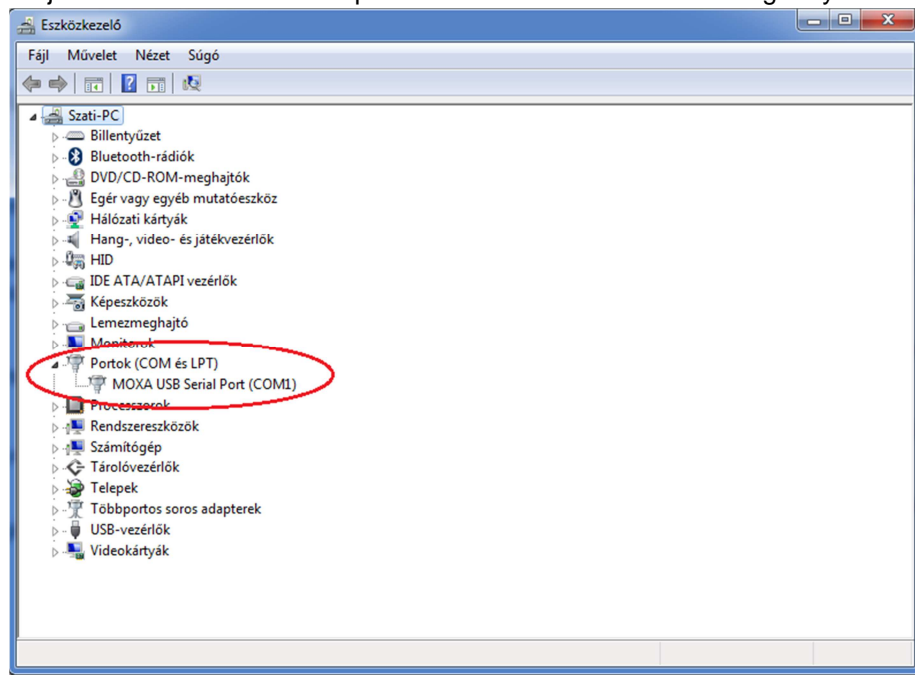 Eszközkezelő
Fájl Művelet Nézet Súgó
Szati-PC
Billentyűzet
Bluetooth-rádiók
DVD/CD-ROM-meghajtók
Egér vagy egyéb mutatóeszköz
Hálózati kártyák
Hang-, video- és játékvezérlők
HID
IDE ATA/ATAPI vezérlők
Képeszközök
Lemezmeghajtó
Monitorok
Portok (COM és LPT)
MOXA USB Serial Port (COM1)
Processzorok
Rendszereszközök
Számítógép
Tárolóvezérlők
Telepek
Többportos soros adapterek
USB-vezérlők
Videokártyák